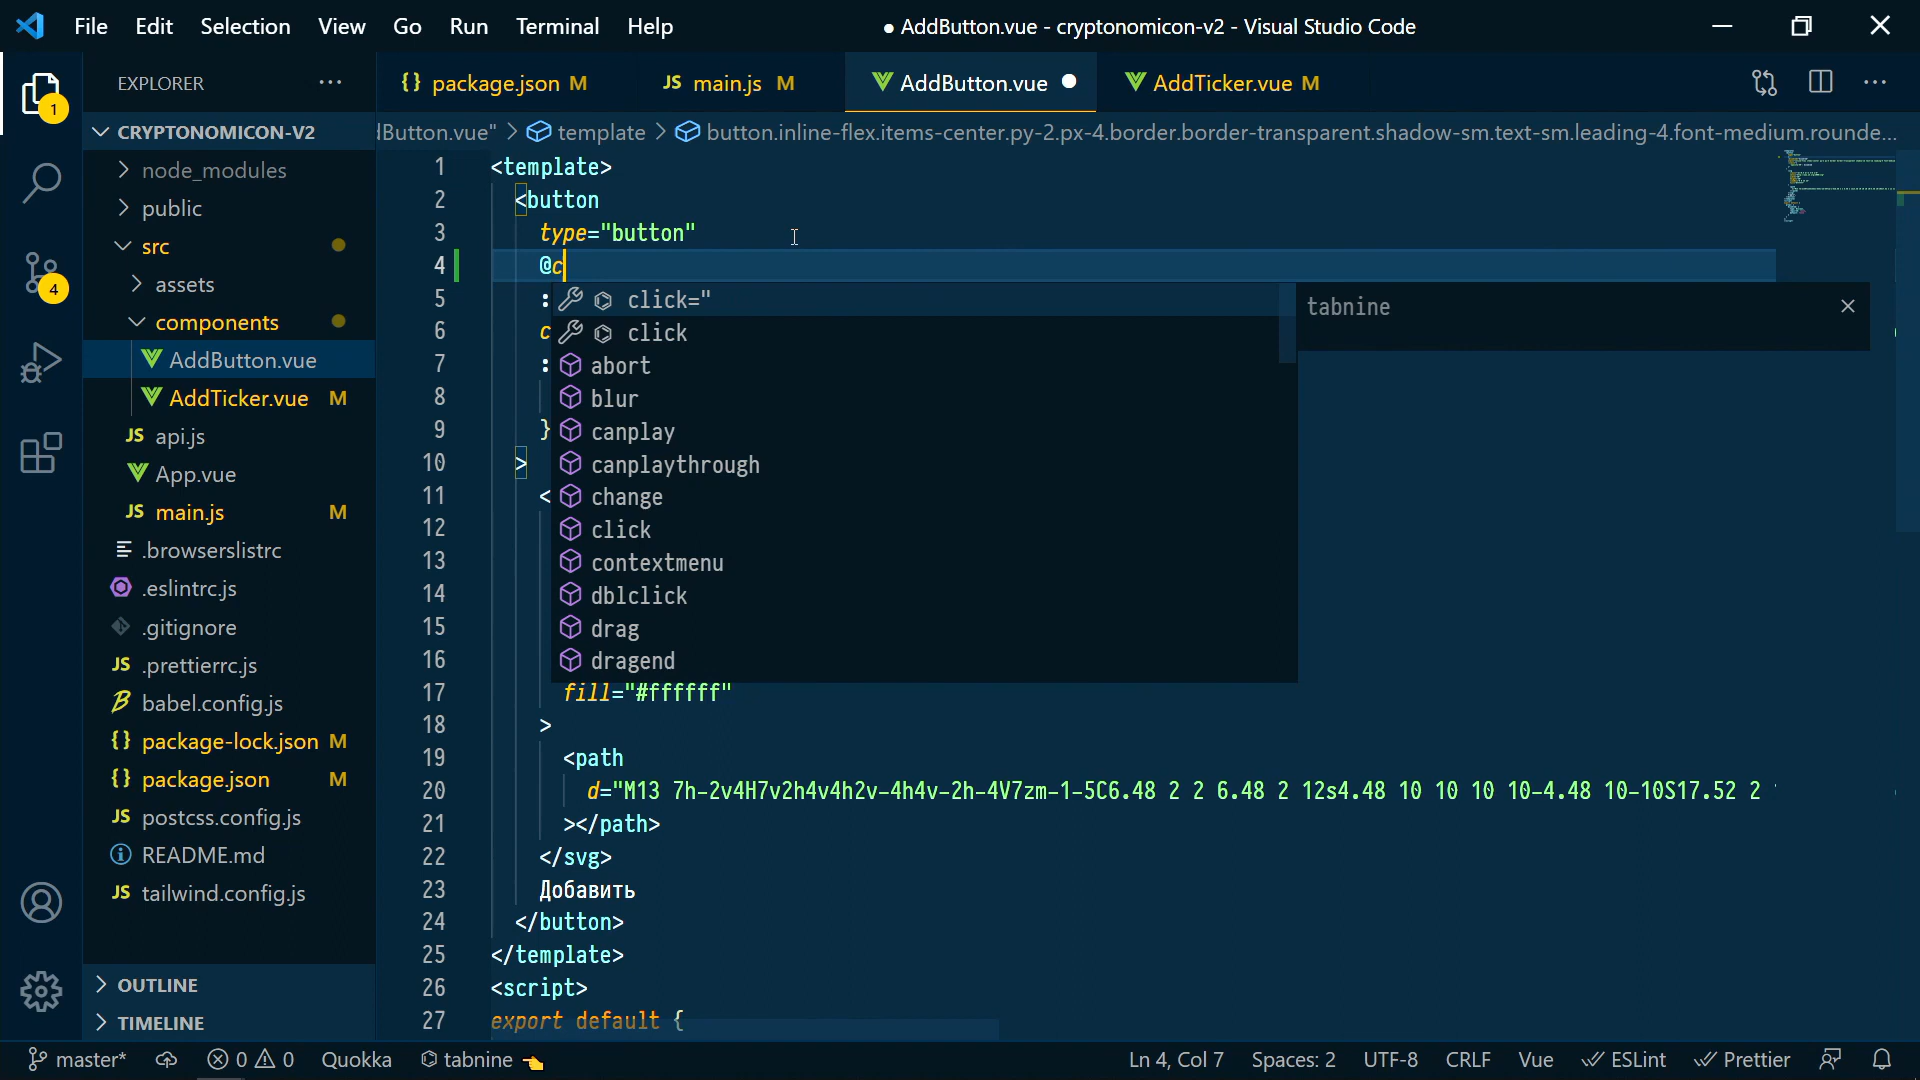 File Edit Selection View Go Run Terminal Help
● AddButton.vue - cryptonomicon-v2 - Visual Studio Code
EXPLORER
{} package.json M
JS main.js M
AddButton.vue
AddTicker.vue M
dButton.vue" > template > button.inline-flex.items-center.py-2.px-4.border.border-transparent.shadow-sm.text-sm.leading-4.font-medium.rounde...
1
4
CRYPTONOMICON-V2
node_modules
public
src
assets
components
AddButton.vue
AddTicker.vue M
JS api.js
App.vue
JS main.js M
.browserslistrc
.eslintrc.js
.gitignore
JS .prettierrc.js
babel.config.js
{} package-lock.json M
{} package.json M
JS postcss.config.js
README.md
JS tailwind.config.js
OUTLINE
TIMELINE
1 <template>
2 <button
3 type="button"
4 @c
5 :
6 c
7 :
8
9 }
10 >
11 <
12
13
14
15
16
17 fill="#ffffff"
18 >
19 <path
20 d="M13 7h-2v4H7v2h4v4h2v-4h4v-2h-4V7zm-1-5C6.48 2 2 6.48 2 12s4.48 10 10 10 10-4.48 10-10S17.52 2
21 ></path>
22 </svg>
23 Добавить
24 </button>
25 </template>
26 <script>
27 export default {
click="
click
abort
blur
canplay
canplaythrough
change
click
contextmenu
dblclick
drag
dragend
tabnine
master* 0 0 Quokka tabnine
Ln 4, Col 7 Spaces: 2 UTF-8 CRLF Vue ESLint Prettier